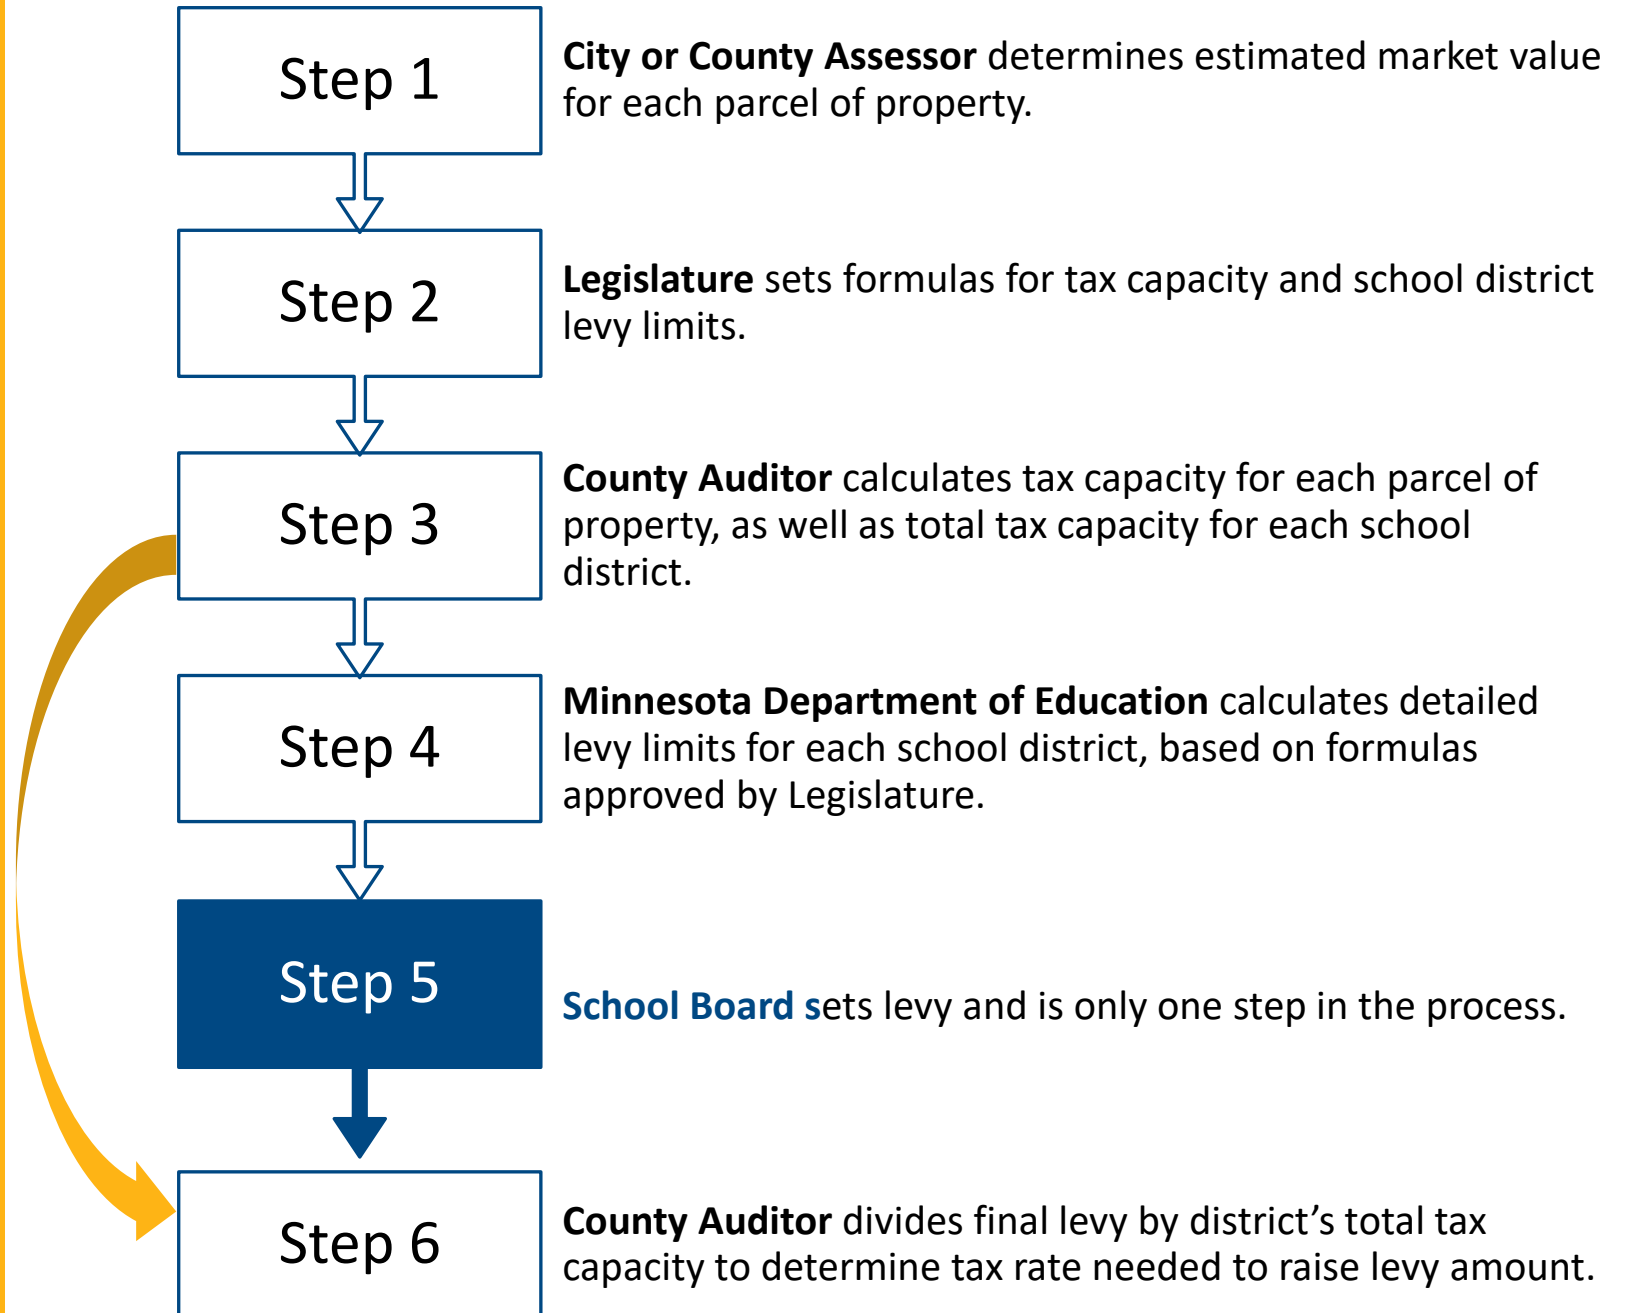 Step 1
City or County Assessor determines estimated market value
for each parcel of property.
Step 2
Legislature sets formulas for tax capacity and school district
levy limits.
Step 3
County Auditor calculates tax capacity for each parcel of
property, as well as total tax capacity for each school
district.
Step 4
Minnesota Department of Education calculates detailed
levy limits for each school district, based on formulas
approved by Legislature.
Step 5
School Board sets levy and is only one step in the process.
Step 6
County Auditor divides final levy by district’s total tax
capacity to determine tax rate needed to raise levy amount.